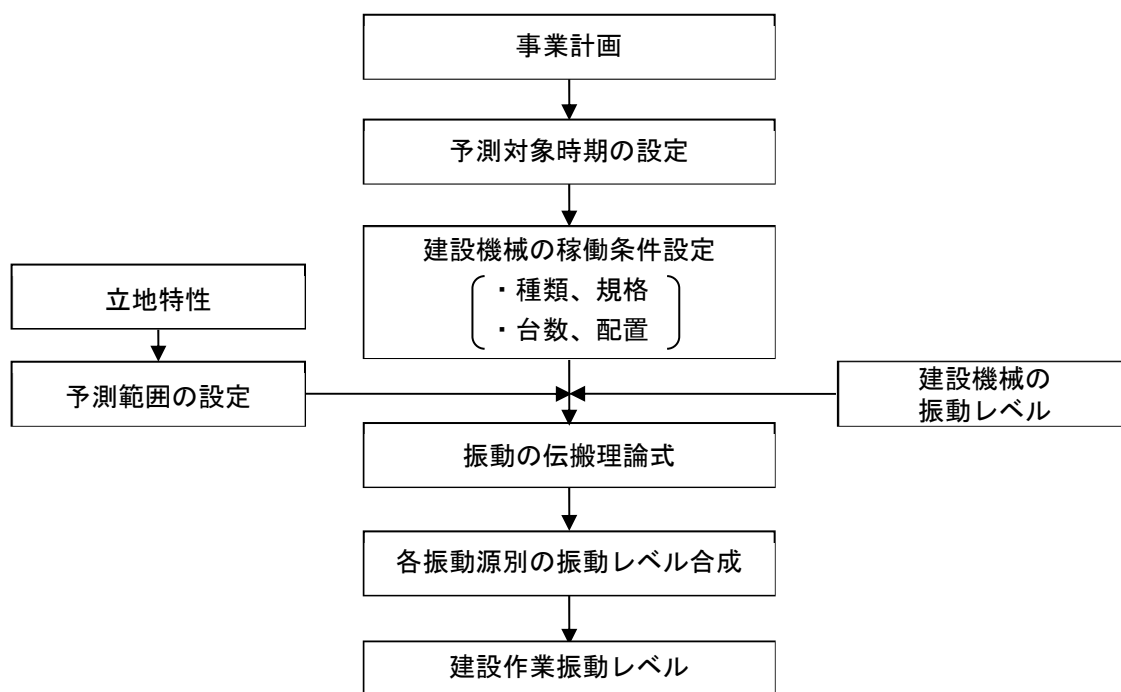 事業計画
予測対象時期の設定
建設機械の稼働条件設定
・種類、規格
・台数、配置
立地特性
予測範囲の設定
建設機械の
振動レベル
振動の伝搬理論式
各振動源別の振動レベル合成
建設作業振動レベル